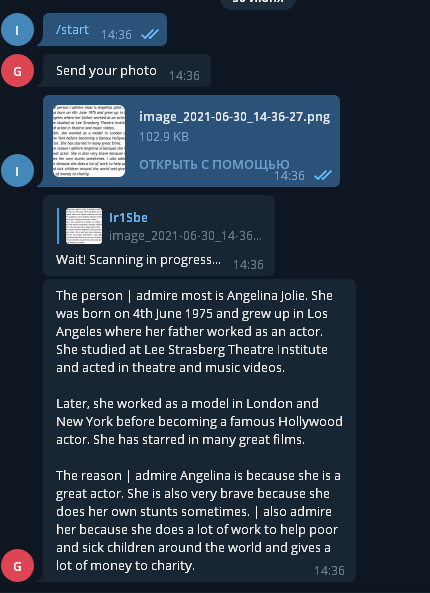 I
/start 14:36
G
Send your photo 14:36
image_2021-06-30_14-36-27.png
102.9 KB
ОТКРЫТЬ С ПОМОЩЬЮ
14:36
I
Ir1Sbe
image_2021-06-30_14-36...
Wait! Scanning in progress... 14:36
The person | admire most is Angelina Jolie. She
was born on 4th June 1975 and grew up in Los
Angeles where her father worked as an actor.
She studied at Lee Strasberg Theatre Institute
and acted in theatre and music videos.
Later, she worked as a model in London and
New York before becoming a famous Hollywood
actor. She has starred in many great films.
The reason | admire Angelina is because she is a
great actor. She is also very brave because she
does her own stunts sometimes. | also admire
her because she does a lot of work to help poor
and sick children around the world and gives a
lot of money to charity.
14:36
G